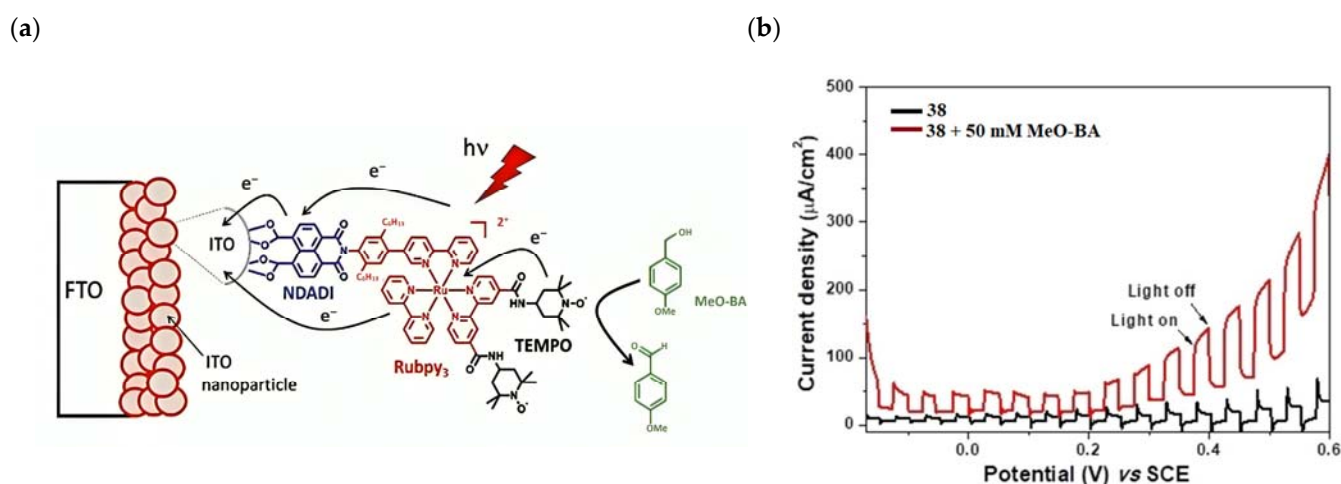 (a)
(b)
hν
e⁻
e⁻
C₆H₁₃
2+
e⁻
ITO
FTO
NDADI
C₆H₁₃
N
O
O
N
N
Ru
NH
N-O•
OH
OMe
MeO-BA
e⁻
TEMPO
ITO
nanoparticle
Rubpy₃
O
NH
N
O•
O
H
OMe
500
400
300
200
100
0
Current density (µA/cm²)
38
38 + 50 mM MeO-BA
Light off
Light on
0.0
0.2
0.4
0.6
Potential (V) vs SCE